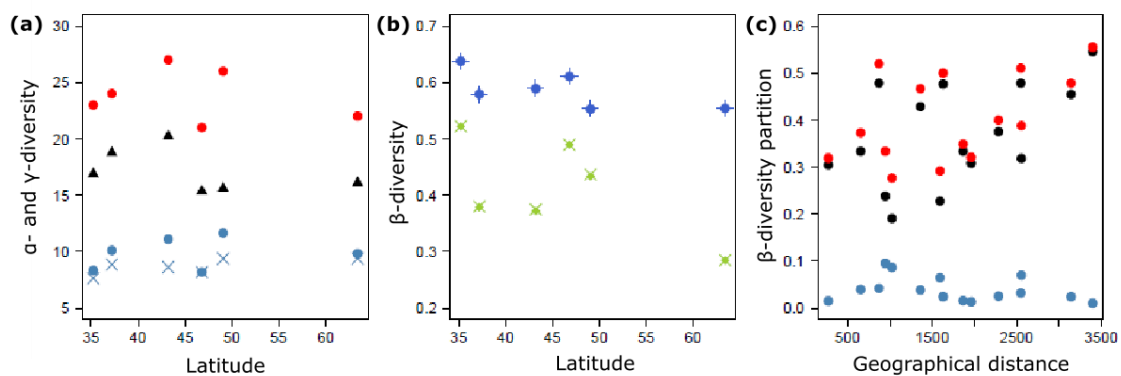 (a)
30
25
20
15
10
5
α- and γ-diversity
35 40 45 50 55 60
Latitude
(b)
0.7
0.6
0.5
0.4
0.3
0.2
β-diversity
35 40 45 50 55 60
Latitude
(c)
0.5
0.4
0.3
0.2
0.1
0.0
β-diversity partition
500 1500 2500 3500
Geographical distance